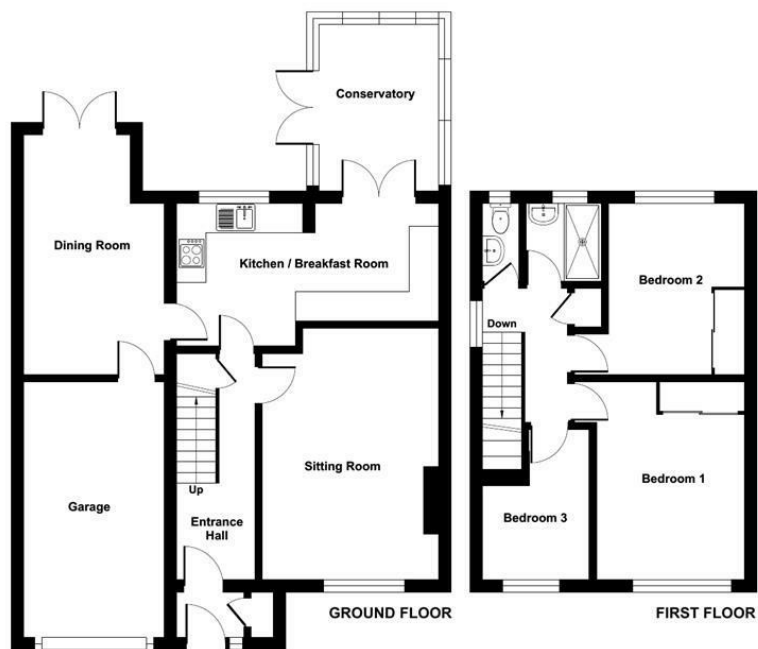 Conservatory
Dining Room
Kitchen / Breakfast Room
Sitting Room
Up
Entrance
Hall
Garage
GROUND FLOOR
Bedroom 2
Down
Bedroom 1
Bedroom 3
FIRST FLOOR